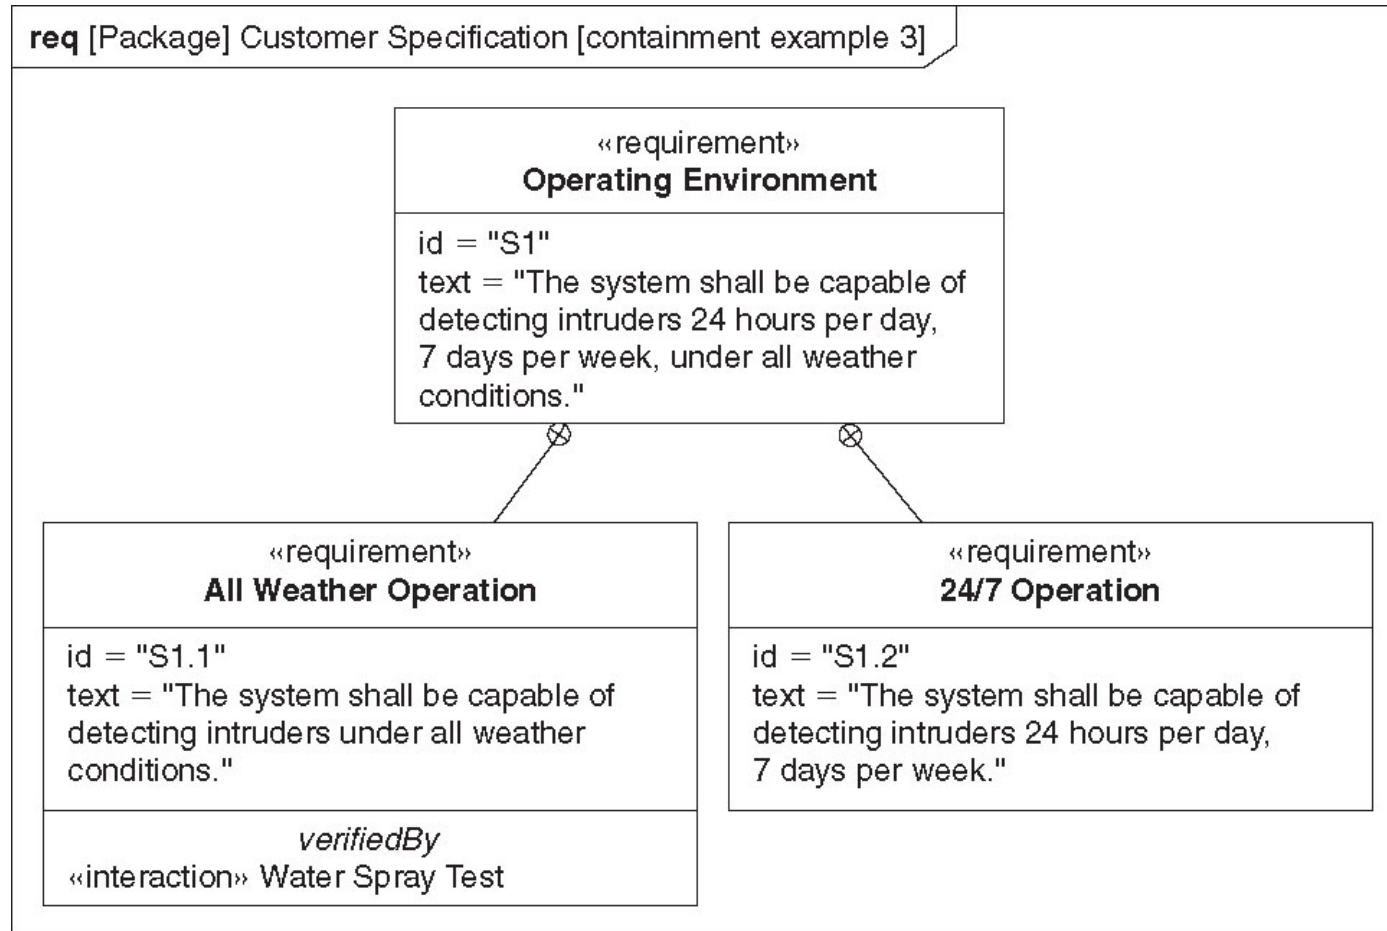 req [Package] Customer Specification [containment example 3]
«requirement»
Operating Environment
id = "S1"
text = "The system shall be capable of
detecting intruders 24 hours per day,
7 days per week, under all weather
conditions."
«requirement»
All Weather Operation
id = "S1.1"
text = "The system shall be capable of
detecting intruders under all weather
conditions."
verifiedBy
«interaction» Water Spray Test
«requirement»
24/7 Operation
id = "S1.2"
text = "The system shall be capable of
detecting intruders 24 hours per day,
7 days per week."